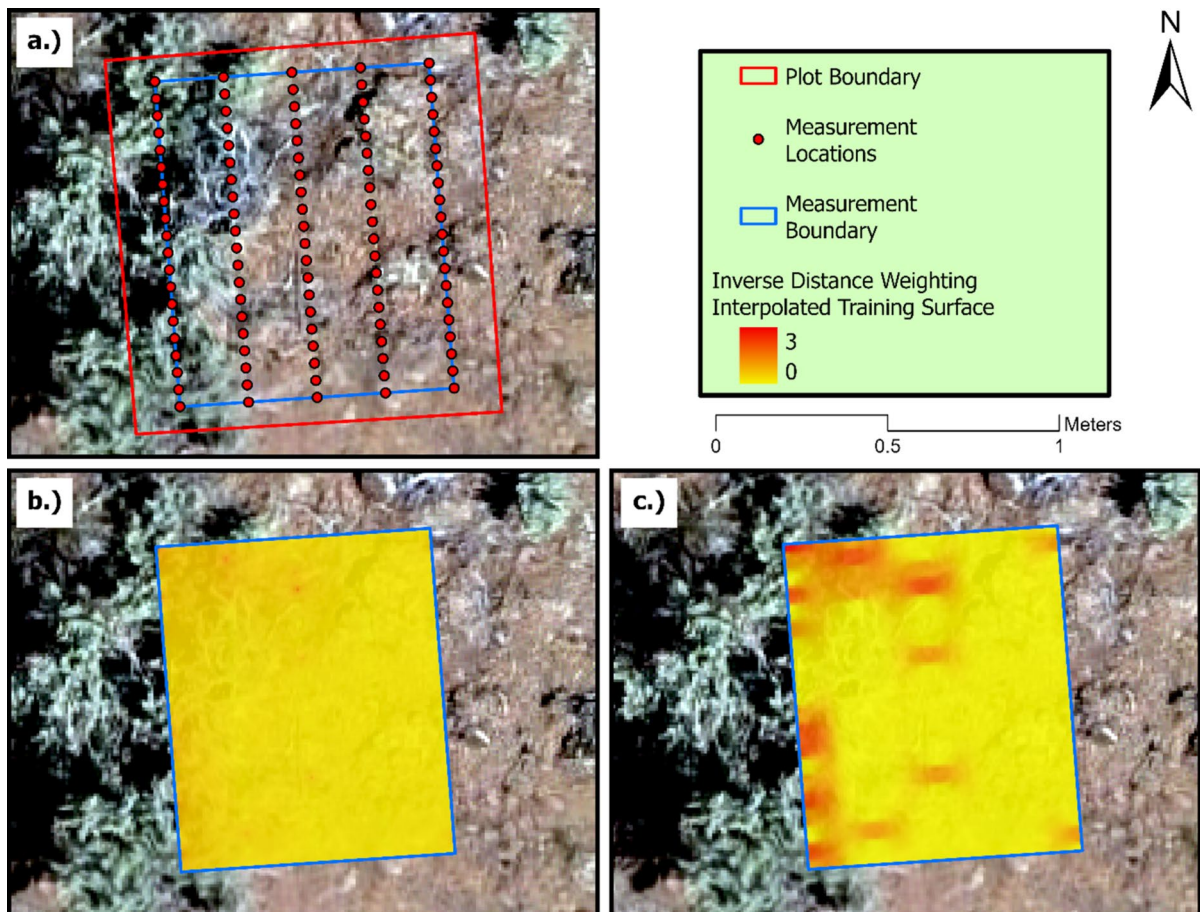 a.)
N
Plot Boundary
Measurement
Locations
Measurement
Boundary
Inverse Distance Weighting
Interpolated Training Surface
3
0
Meters
0 0.5 1
b.)
c.)